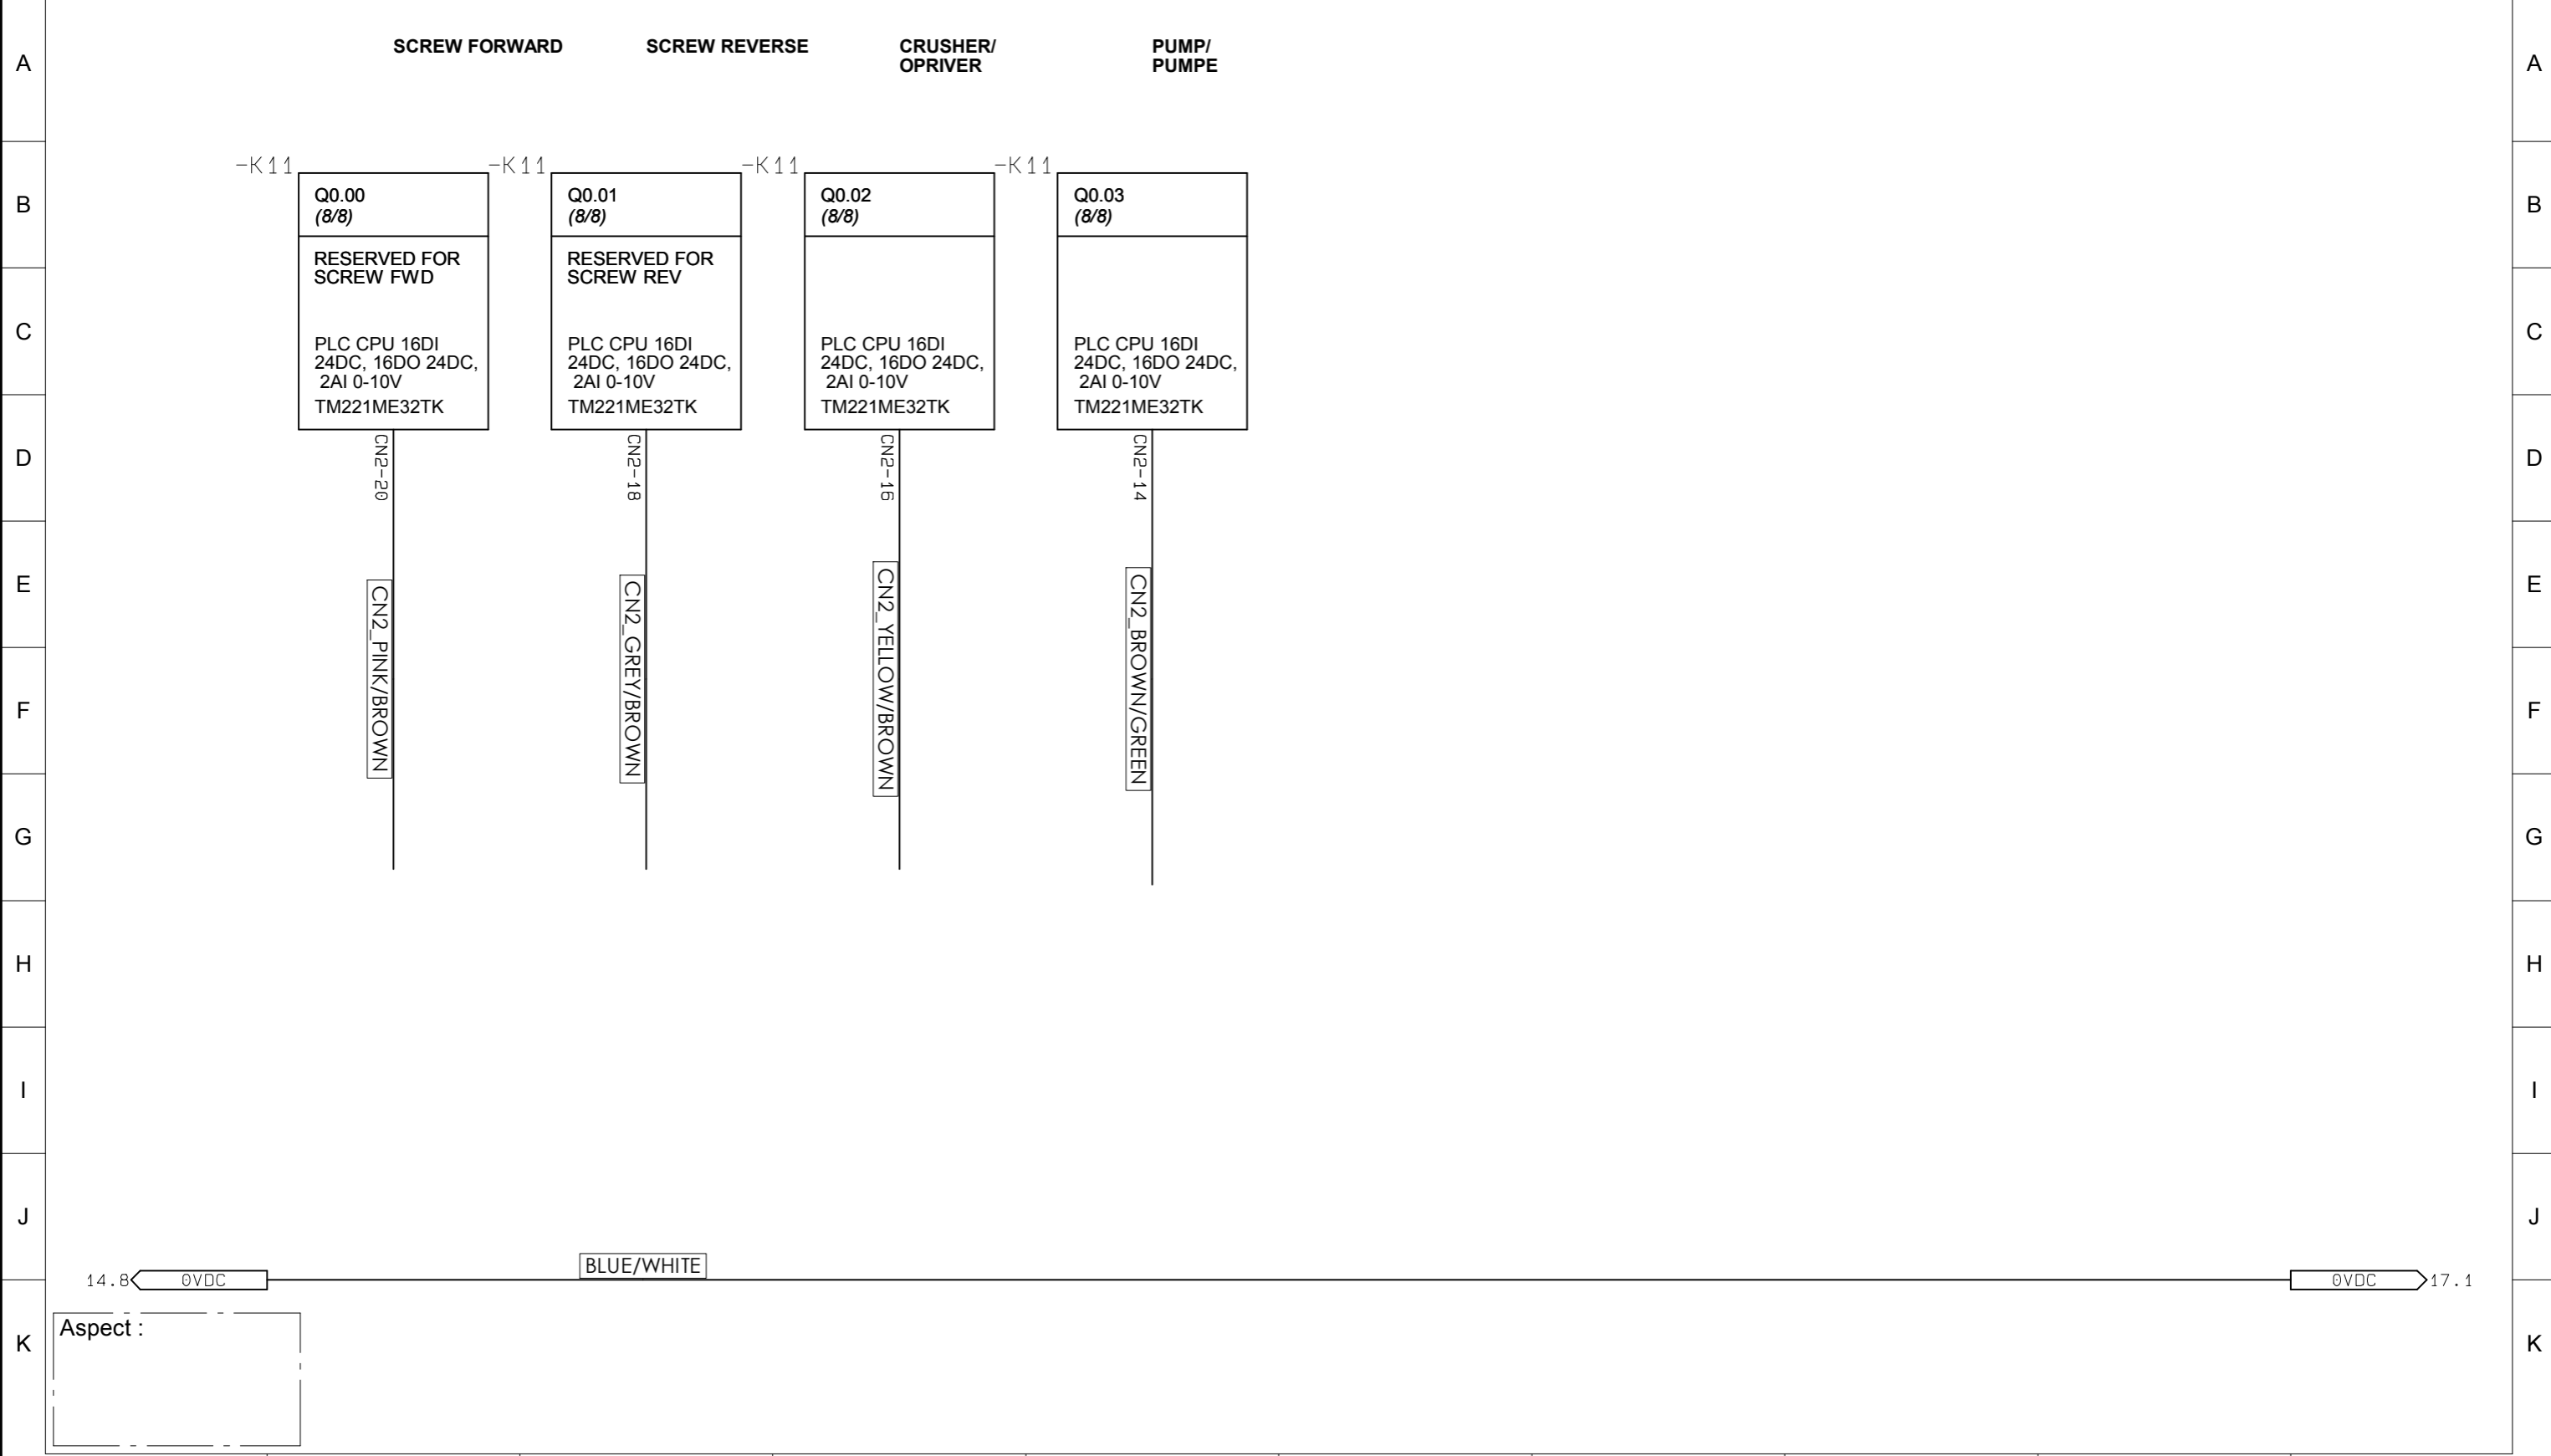 SCREW FORWARD
SCREW REVERSE
CRUSHER/
OPRIVER
PUMP/
PUMPE
A
A
B
B
C
C
D
D
E
E
F
F
G
G
H
H
I
I
J
J
K
K
-K11
Q0.00
(8/8)
RESERVED FOR
SCREW FWD
PLC CPU 16DI
24DC, 16DO 24DC,
2AI 0-10V
TM221ME32TK
CN2-20
CN2_PINK/BROWN
-K11
Q0.01
(8/8)
RESERVED FOR
SCREW REV
PLC CPU 16DI
24DC, 16DO 24DC,
2AI 0-10V
TM221ME32TK
CN2-18
CN2_GREY/BROWN
-K11
Q0.02
(8/8)
PLC CPU 16DI
24DC, 16DO 24DC,
2AI 0-10V
TM221ME32TK
CN2-16
CN2_YELLOW/BROWN
-K11
Q0.03
(8/8)
PLC CPU 16DI
24DC, 16DO 24DC,
2AI 0-10V
TM221ME32TK
CN2-14
CN2_BROWN/GREEN
BLUE/WHITE
14.8 0VDC
0VDC 17.1
Aspect :